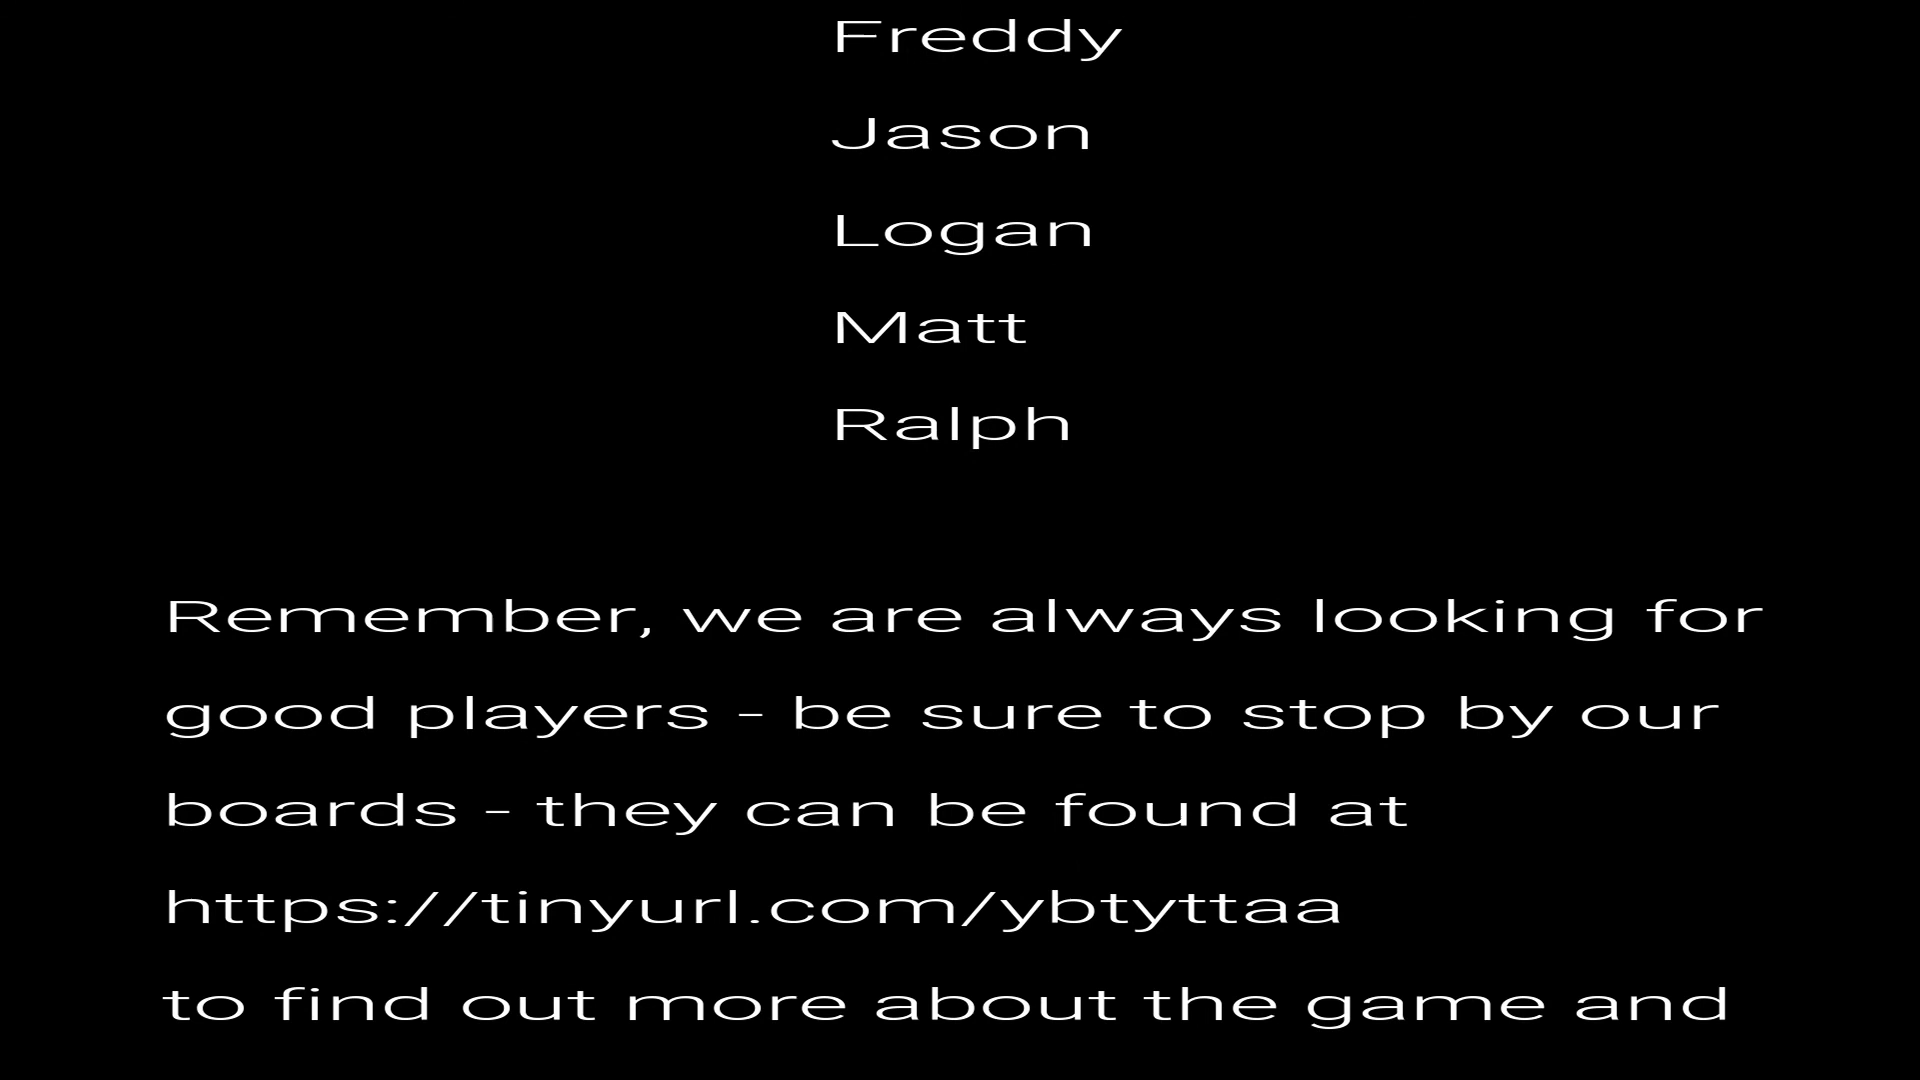 Freddy
Jason
Logan
Matt
Ralph
Remember, we are always looking for
good players - be sure to stop by our
boards - they can be found at
https://tinyurl.com/ybtyttaa
to find out more about the game and